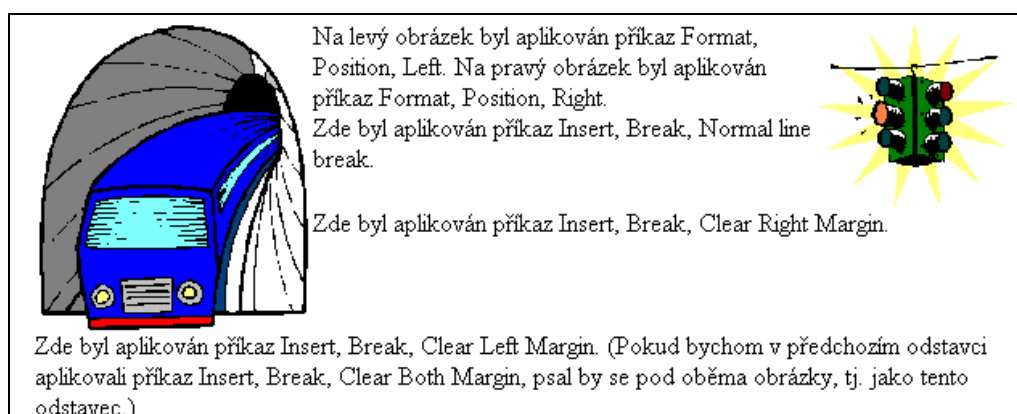 Na levý obrázek byl aplikován příkaz Format,
Position, Left. Na pravý obrázek byl aplikován
příkaz Format, Position, Right.
Zde byl aplikován příkaz Insert, Break, Normal line
break.
Zde byl aplikován příkaz Insert, Break, Clear Right Margin.
Zde byl aplikován příkaz Insert, Break, Clear Left Margin. (Pokud bychom v předchozím odstavci
aplikovali příkaz Insert, Break, Clear Both Margin, psal by se pod oběma obrázky, tj. jako tento
odstavec.)